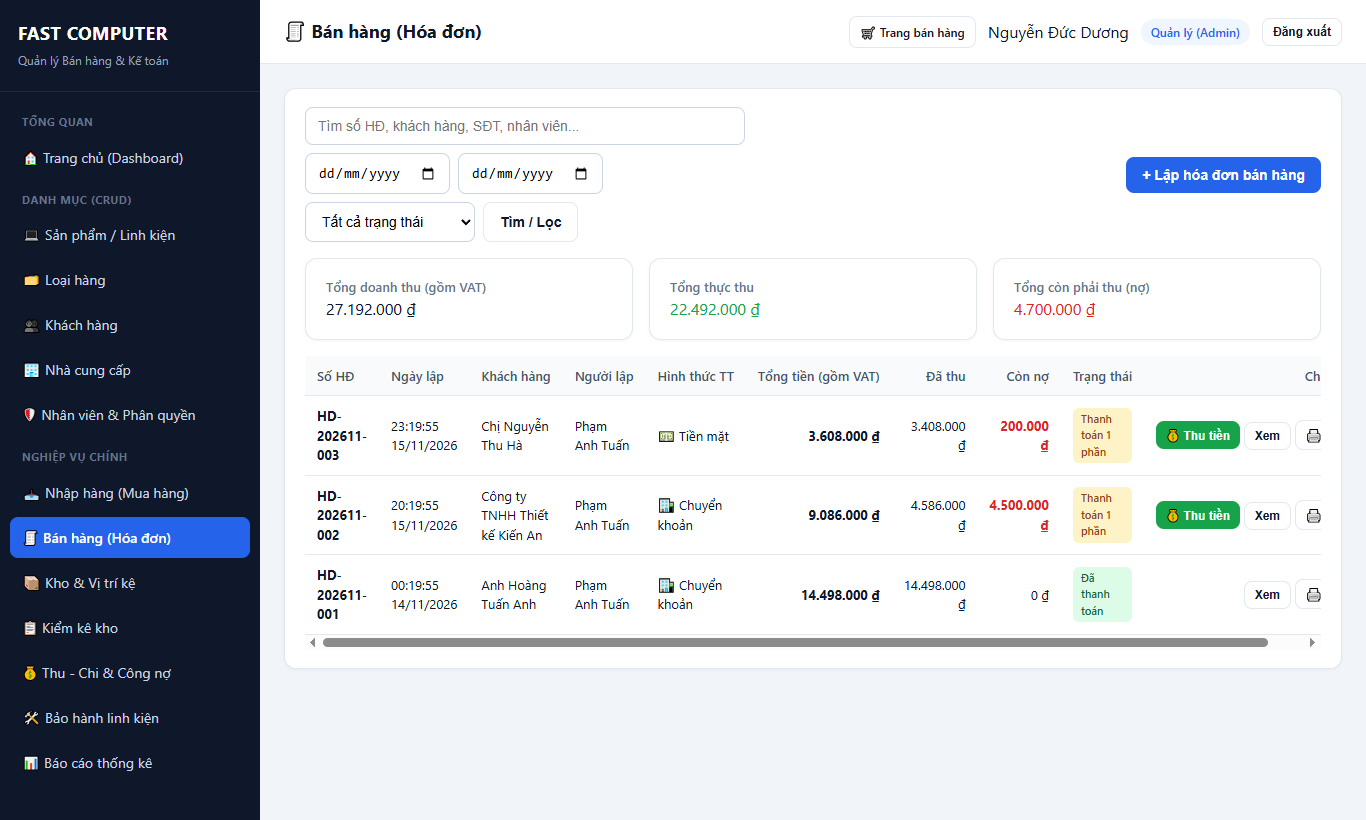 FAST COMPUTER
Quản lý Bán hàng & Kế toán
TỔNG QUAN
Trang chủ (Dashboard)
DANH MỤC (CRUD)
Sản phẩm / Linh kiện
Loại hàng
Khách hàng
Nhà cung cấp
Nhân viên & Phân quyền
NGHIỆP VỤ CHÍNH
Nhập hàng (Mua hàng)
Bán hàng (Hóa đơn)
Kho & Vị trí kệ
Kiểm kê kho
Thu - Chi & Công nợ
Bảo hành linh kiện
Báo cáo thống kê
Bán hàng (Hóa đơn)
Trang bán hàng
Nguyễn Đức Dương
Quản lý (Admin)
Đăng xuất
Tìm số HĐ, khách hàng, SĐT, nhân viên...
dd/mm/yyyy
dd/mm/yyyy
+ Lập hóa đơn bán hàng
Tất cả trạng thái
Tìm / Lọc
Tổng doanh thu (gồm VAT)
27.192.000 ₫
Tổng thực thu
22.492.000 ₫
Tổng còn phải thu (nợ)
4.700.000 ₫
Số HĐ Ngày lập Khách hàng Người lập Hình thức TT Tổng tiền (gồm VAT) Đã thu Còn nợ Trạng thái Ch
HD-
202611-
003
23:19:55
15/11/2026
Chị Nguyễn
Thu Hà
Phạm
Anh Tuấn
Tiền mặt
3.608.000 ₫
3.408.000
₫
200.000
₫
Thanh
toán 1
phần
Thu tiền
Xem
HD-
202611-
002
20:19:55
15/11/2026
Công ty
TNHH Thiết
kế Kiến An
Phạm
Anh Tuấn
Chuyển
khoản
9.086.000 ₫
4.586.000
₫
4.500.000
₫
Thanh
toán 1
phần
Thu tiền
Xem
HD-
202611-
001
00:19:55
14/11/2026
Anh Hoàng
Tuấn Anh
Phạm
Anh Tuấn
Chuyển
khoản
14.498.000 ₫
14.498.000
₫
0 ₫
Đã
thanh
toán
Xem